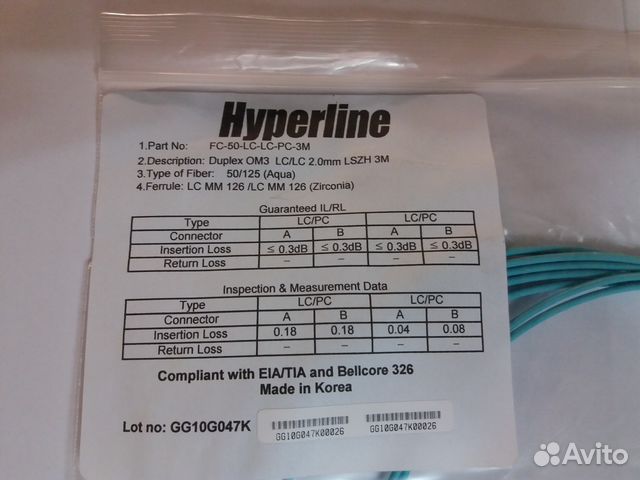 Hyperline
1.Part No: FC-50-LC-LC-PC-3M
2.Description: Duplex OM3 LC/LC 2.0mm LSZH 3M
3.Type of Fiber: 50/125 (Aqua)
4.Ferrule: LC MM 126 /LC MM 126 (Zirconia)
Guaranteed IL/RL
Type LC/PC LC/PC
Connector A B A B
Insertion Loss ≤ 0.3dB ≤ 0.3dB ≤ 0.3dB ≤ 0.3dB
Return Loss – – – –
Inspection & Measurement Data
Type LC/PC LC/PC
Connector A B A B
Insertion Loss 0.18 0.18 0.04 0.08
Return Loss – – – –
Compliant with EIA/TIA and Bellcore 326
Made in Korea
Lot no: GG10G047K
GG10G047K00026 GG10G047K00026
Avito